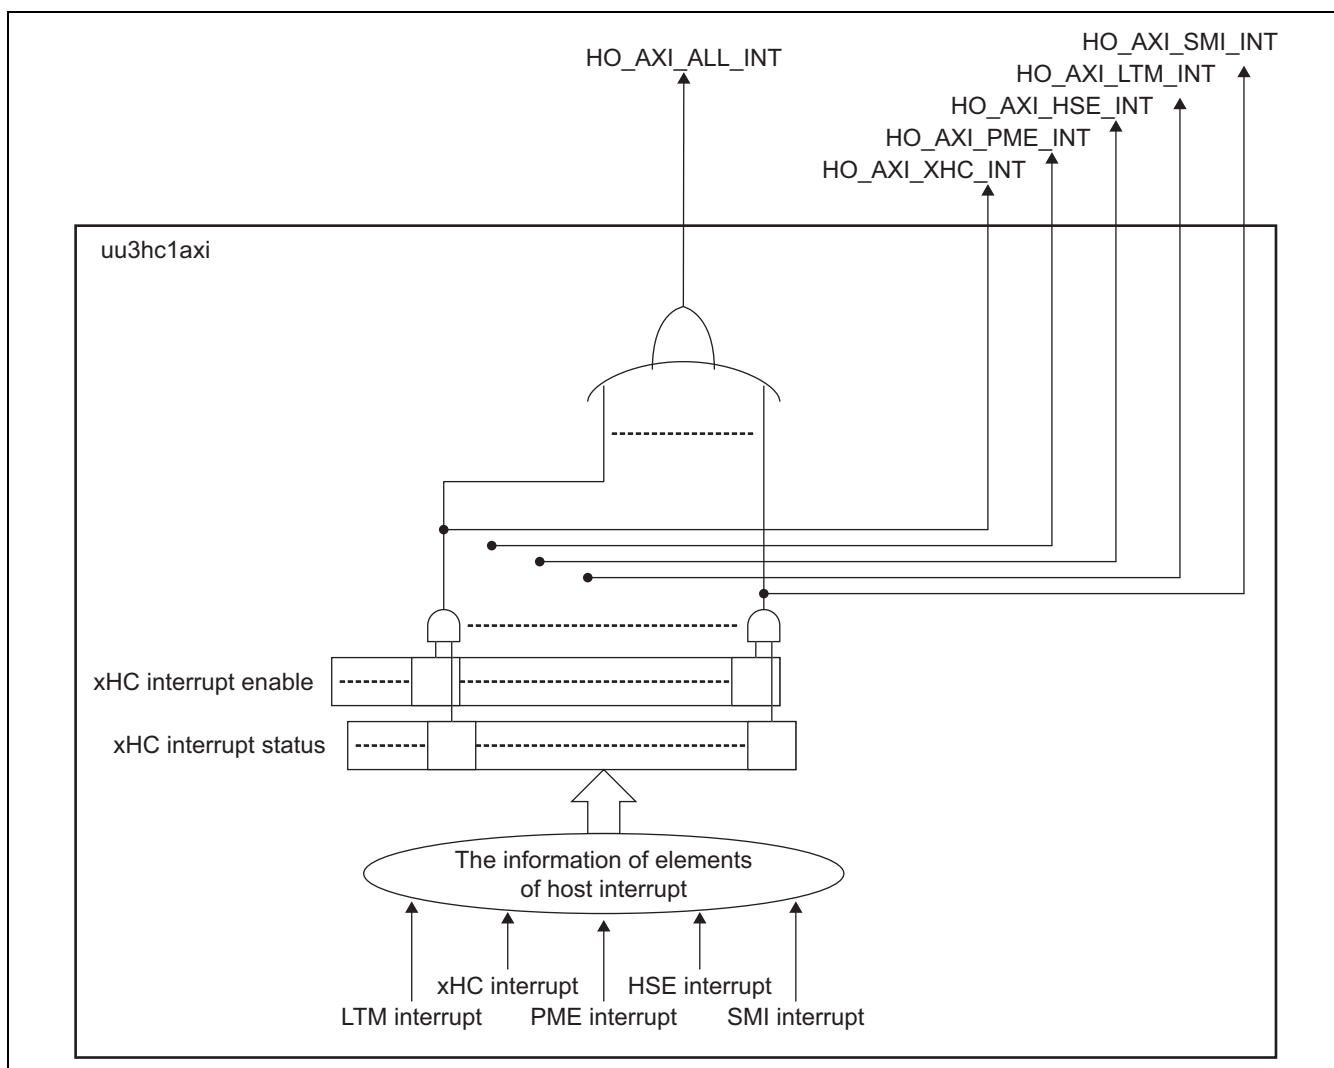 HO_AXI_SMI_INT
HO_AXI_ALL_INT
HO_AXI_LTM_INT
HO_AXI_HSE_INT
HO_AXI_PME_INT
HO_AXI_XHC_INT
uu3hc1axi
xHC interrupt enable
xHC interrupt status
The information of elements
of host interrupt
xHC interrupt
HSE interrupt
LTM interrupt
PME interrupt
SMI interrupt